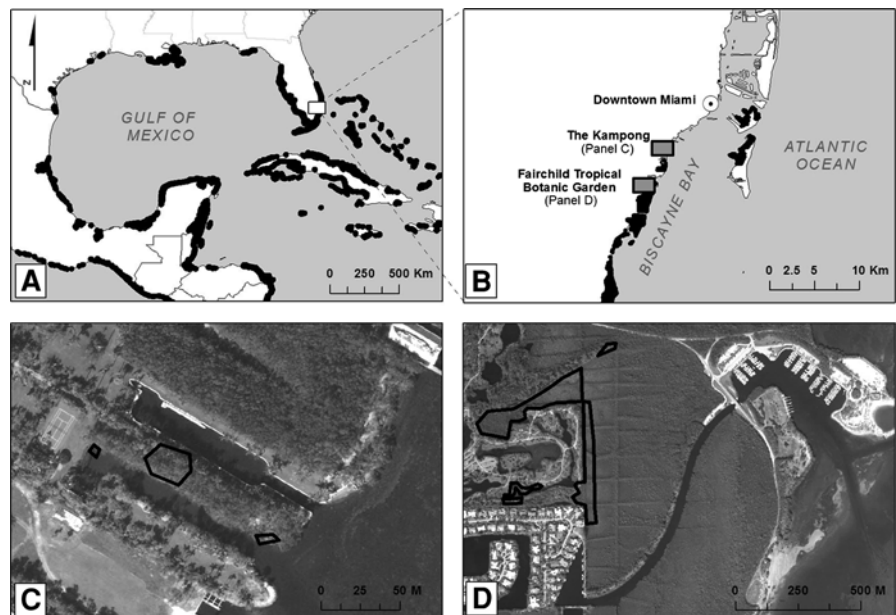 N
GULF OF
MEXICO
0 250 500 Km
A
Downtown Miami
The Kampong
(Panel C)
Fairchild Tropical
Botanic Garden
(Panel D)
BISCAYNE BAY
ATLANTIC
OCEAN
0 2.5 5 10 Km
B
0 25 50 M
C
0 250 500 M
D